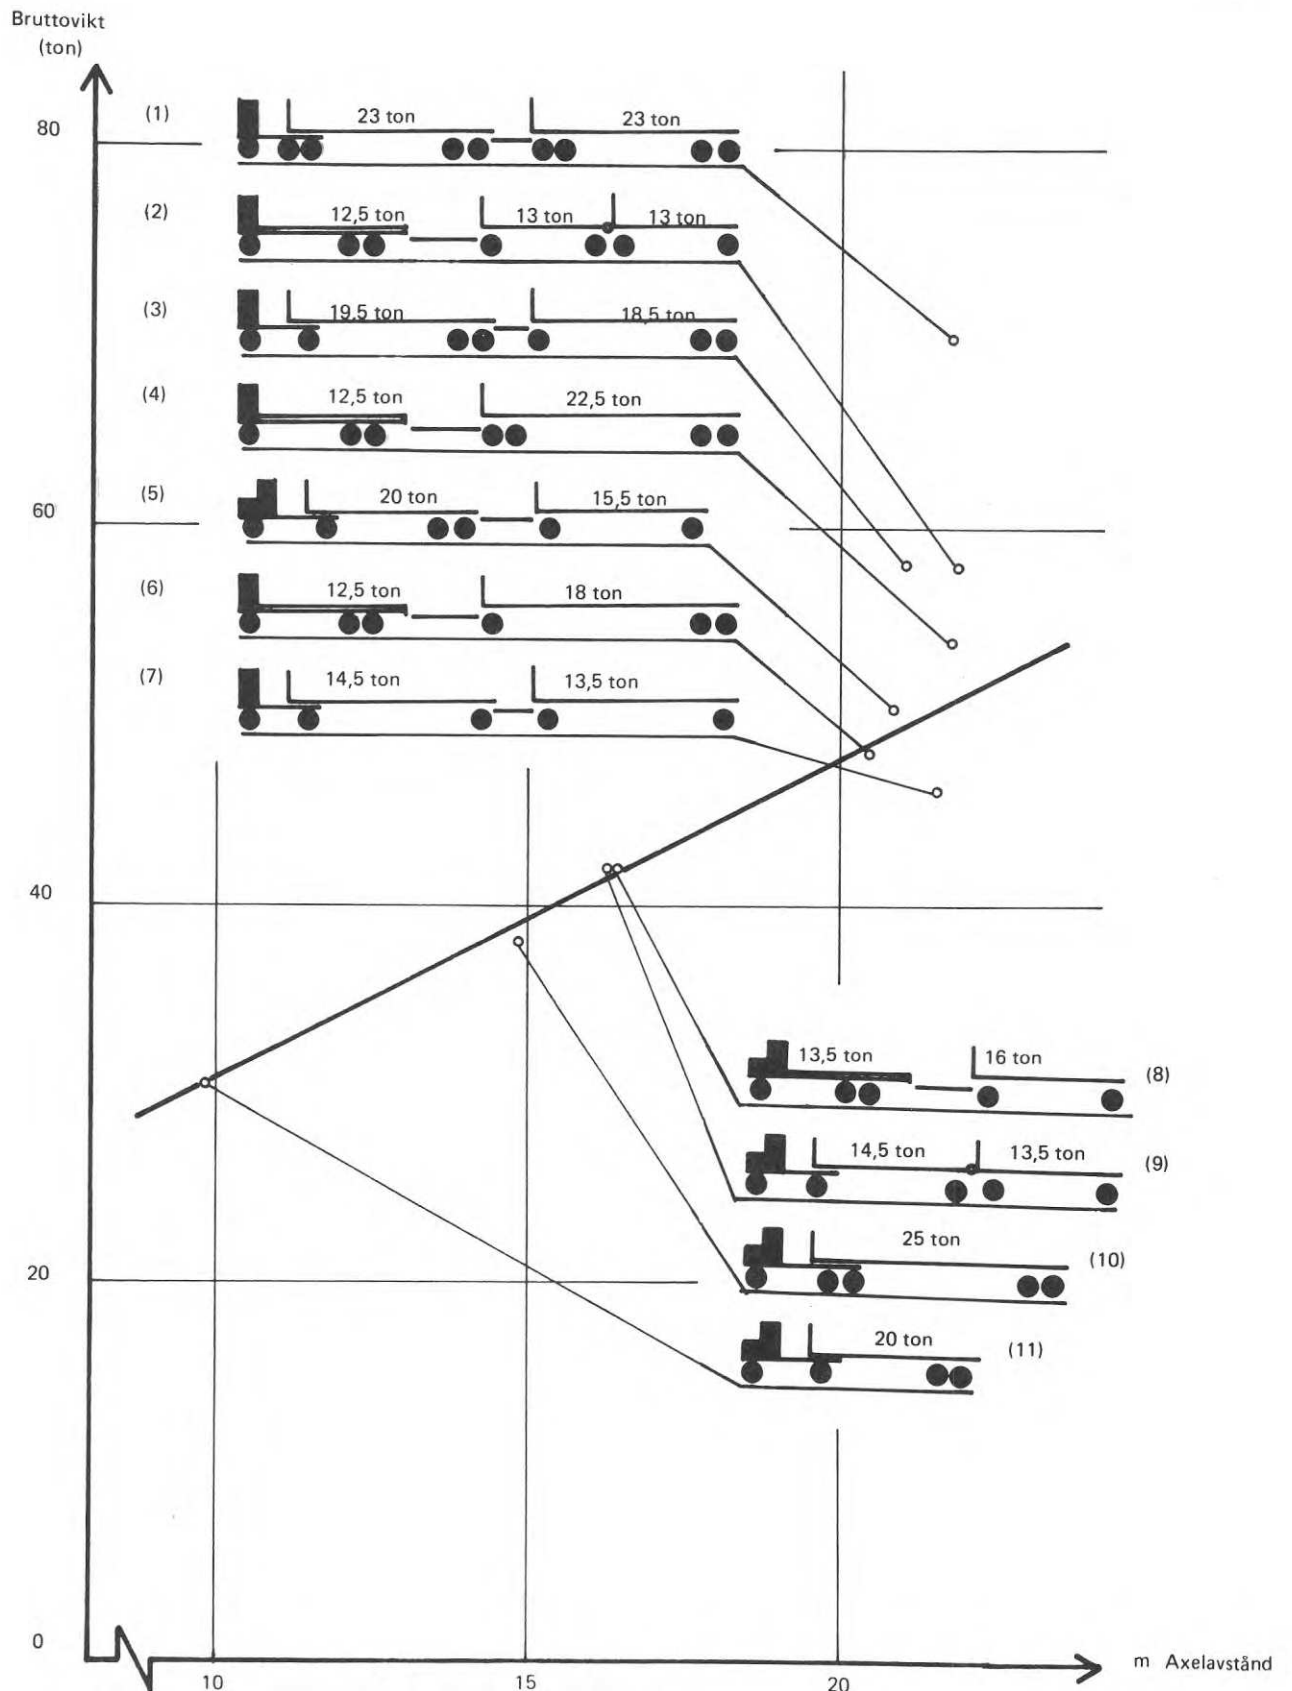 Bruttovikt
(ton)
80
(1)
23 ton
23 ton
(2)
12,5 ton
13 ton
13 ton
(3)
19,5 ton
18,5 ton
(4)
12,5 ton
22,5 ton
60
(5)
20 ton
15,5 ton
(6)
12,5 ton
18 ton
(7)
14,5 ton
13,5 ton
40
13,5 ton
16 ton
(8)
14,5 ton
13,5 ton
(9)
25 ton
(10)
20
20 ton
(11)
0
10
15
20
m Axelavstånd